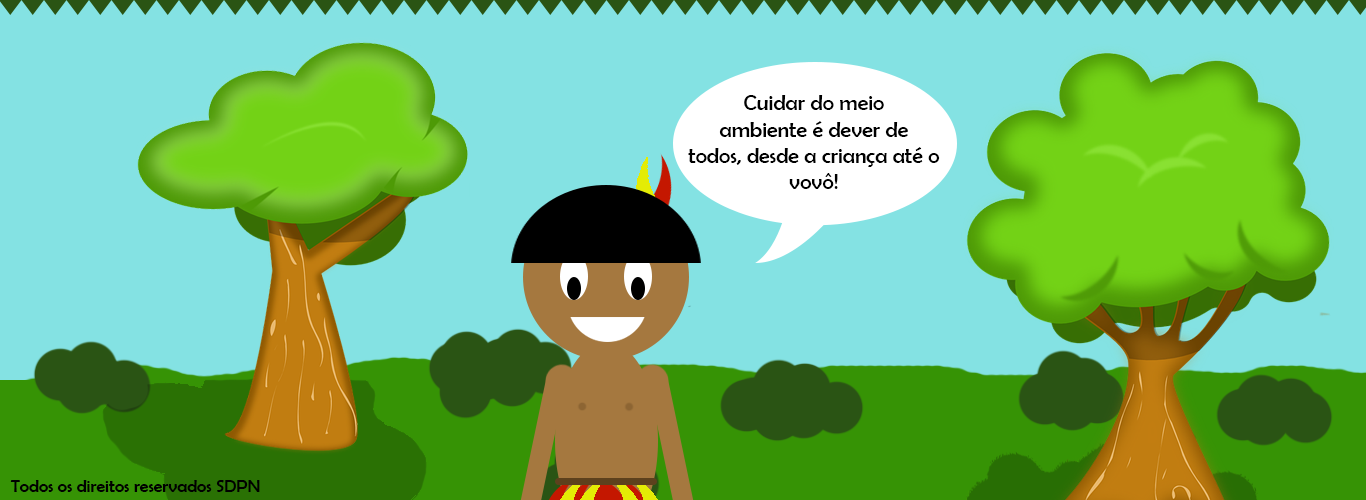 Cuidar do meio
ambiente é dever de
todos, desde a criança até o
vovô!
Todos os direitos reservados SDPN